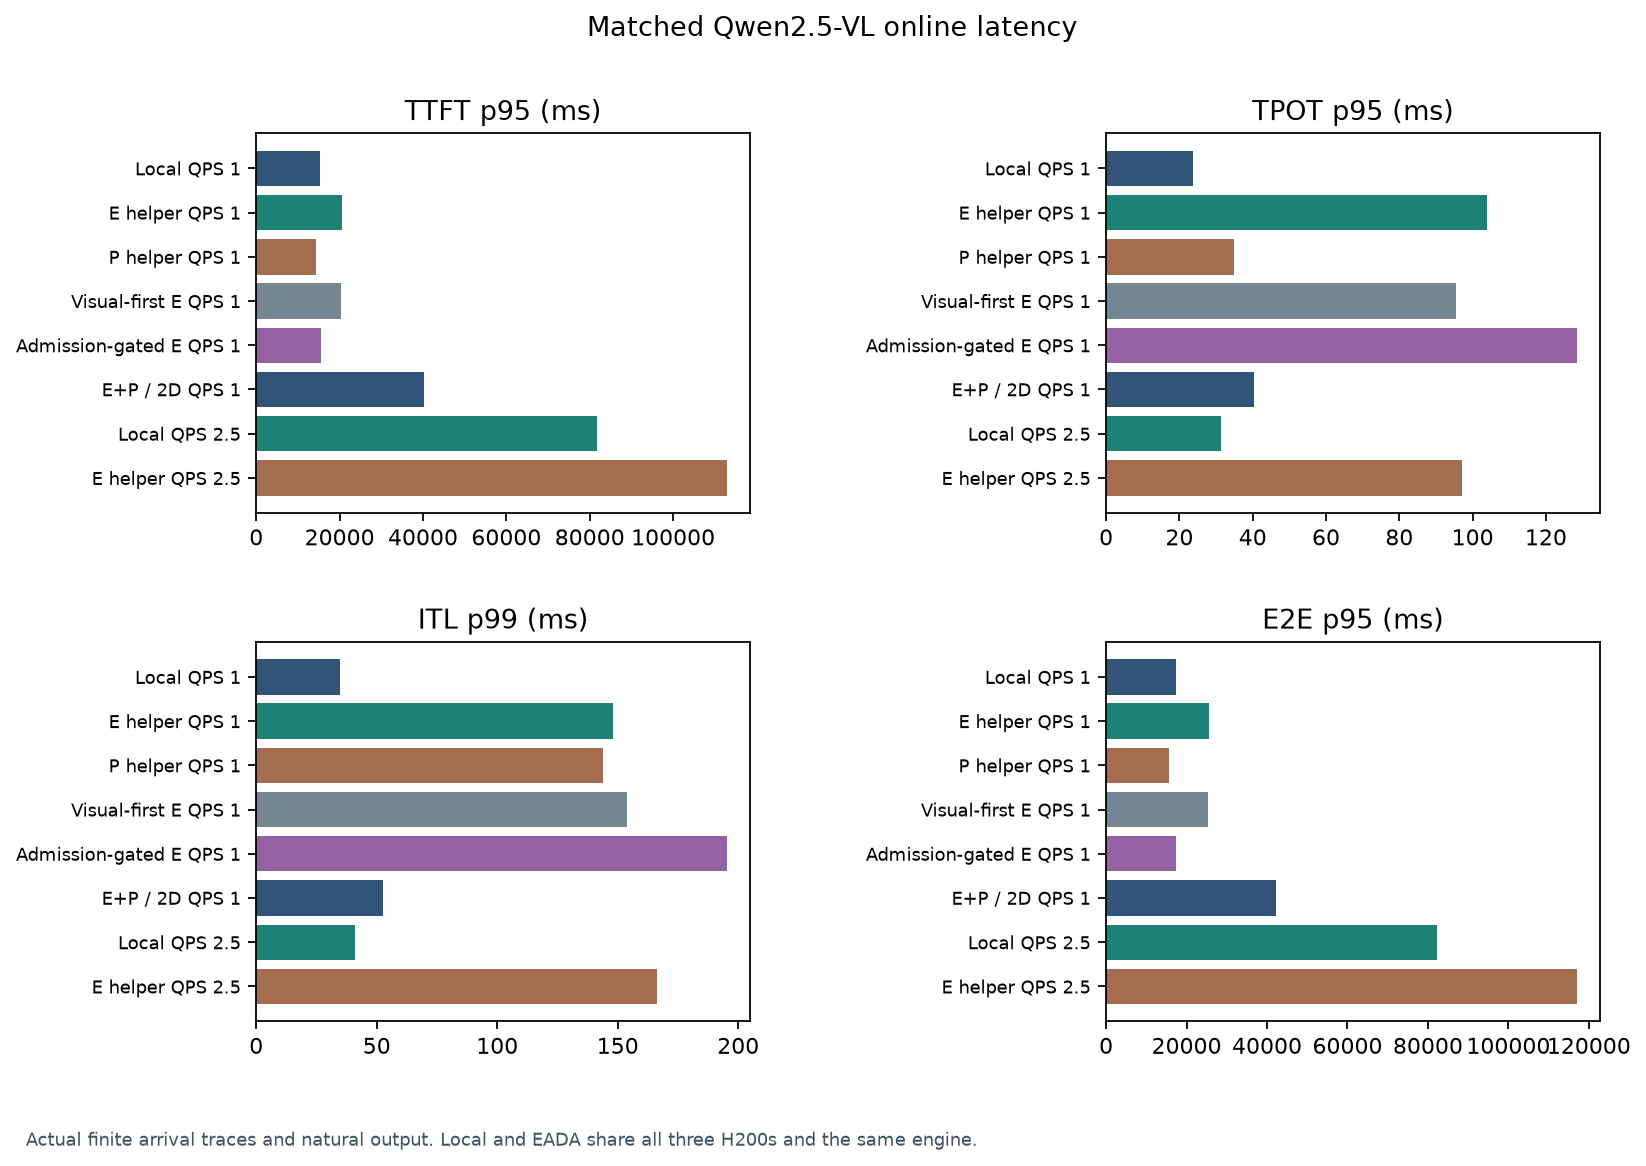 Matched Qwen2.5-VL online latency
TTFT p95 (ms)
Local QPS 1
E helper QPS 1
P helper QPS 1
Visual-first E QPS 1
Admission-gated E QPS 1
E+P / 2D QPS 1
Local QPS 2.5
E helper QPS 2.5
0 20000 40000 60000 80000 100000
TPOT p95 (ms)
Local QPS 1
E helper QPS 1
P helper QPS 1
Visual-first E QPS 1
Admission-gated E QPS 1
E+P / 2D QPS 1
Local QPS 2.5
E helper QPS 2.5
0 20 40 60 80 100 120
ITL p99 (ms)
Local QPS 1
E helper QPS 1
P helper QPS 1
Visual-first E QPS 1
Admission-gated E QPS 1
E+P / 2D QPS 1
Local QPS 2.5
E helper QPS 2.5
0 50 100 150 200
E2E p95 (ms)
Local QPS 1
E helper QPS 1
P helper QPS 1
Visual-first E QPS 1
Admission-gated E QPS 1
E+P / 2D QPS 1
Local QPS 2.5
E helper QPS 2.5
0 20000 40000 60000 80000 100000 120000
Actual finite arrival traces and natural output. Local and EADA share all three H200s and the same engine.